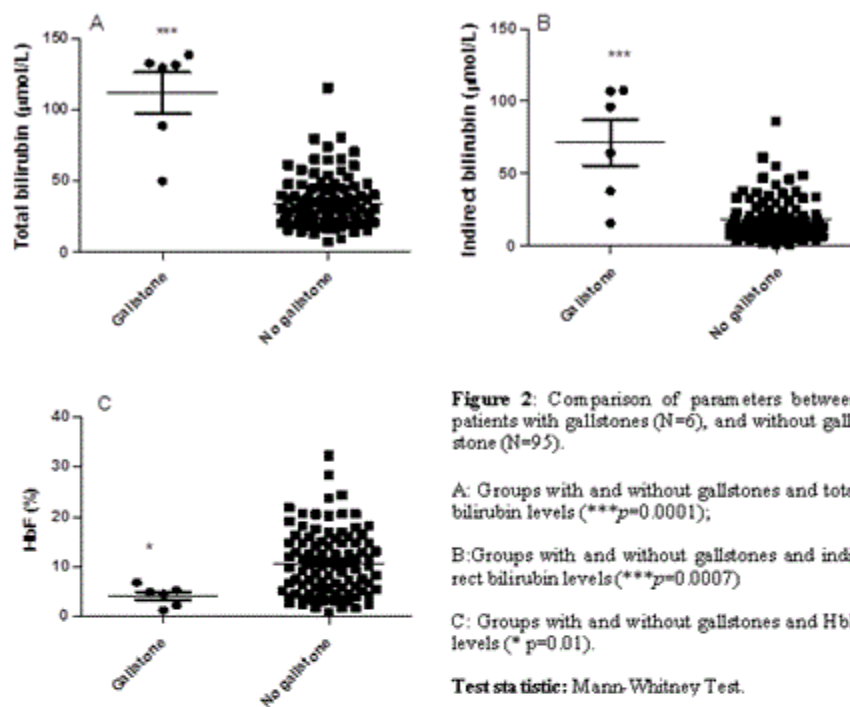 A
***
150
100
50
0
Total bilirubin (µmol/L)
Gallstone
No gallstone
B
***
150
100
50
0
Indirect bilirubin (µmol/L)
Gallstone
No gallstone
C
*
40
30
20
10
0
HbF (%)
Gallstone
No gallstone
Figure 2: Comparison of parameters between
patients with gallstones (N=6), and without gall
stone (N=95).
A: Groups with and without gallstones and tota
bilirubin levels (***p=0.0001);
B:Groups with and without gallstones and indi
rect bilirubin levels (***p=0.0007)
C: Groups with and without gallstones and Hb
levels (* p=0.01).
Test statistic: Mann-Whitney Test.